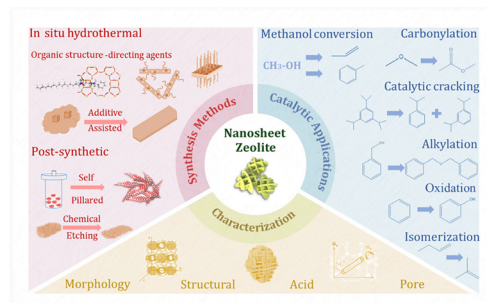 In situ hydrothermal
Organic structure -directing agents
Additive
Assisted
Post-synthetic
Self
Pillared
Chemical
Etching
Synthesis Methods
Nanosheet
Zeolite
Catalytic Applications
Characterization
Methanol conversion
CH₃-OH
Carbonylation
Catalytic cracking
Alkylation
Oxidation
Isomerization
Morphology
Structural
Acid
Pore